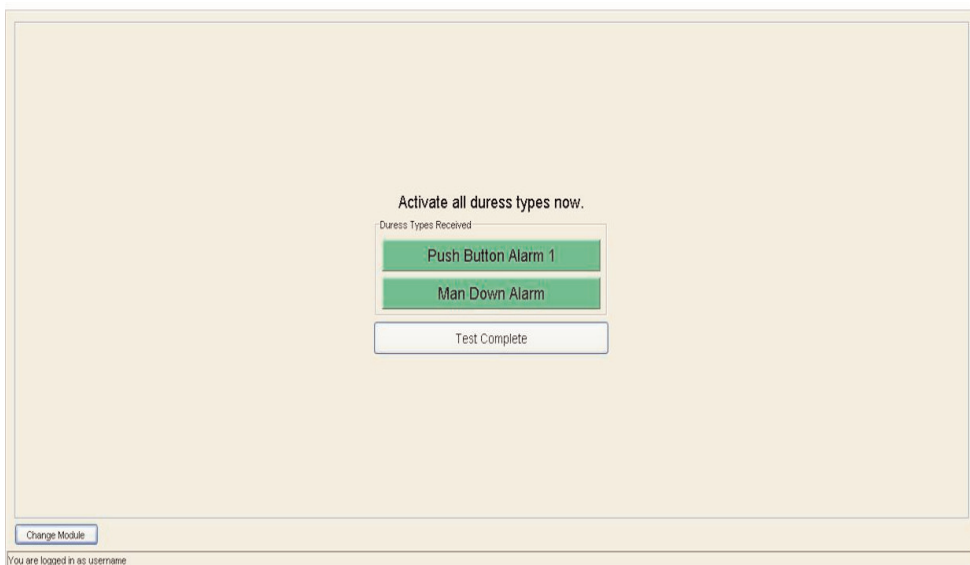 Activate all duress types now.
Duress Types Received
Push Button Alarm 1
Man Down Alarm
Test Complete
Change Module
You are logged in as username